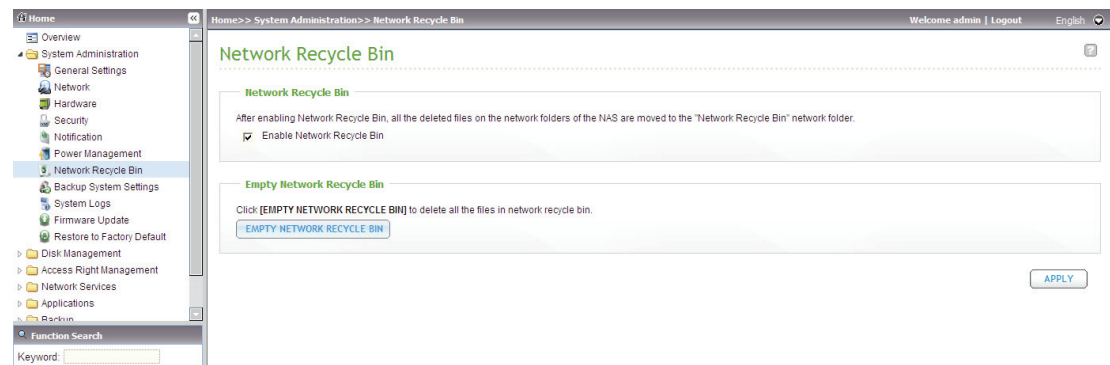 Home
Home>> System Administration>> Network Recycle Bin
Welcome admin | Logout
English
Overview
System Administration
General Settings
Network
Hardware
Security
Notification
Power Management
Network Recycle Bin
Backup System Settings
System Logs
Firmware Update
Restore to Factory Default
Disk Management
Access Right Management
Network Services
Applications
Backup
Function Search
Keyword:
Network Recycle Bin
Network Recycle Bin
After enabling Network Recycle Bin, all the deleted files on the network folders of the NAS are moved to the "Network Recycle Bin" network folder.
Enable Network Recycle Bin
Empty Network Recycle Bin
Click [EMPTY NETWORK RECYCLE BIN] to delete all the files in network recycle bin.
EMPTY NETWORK RECYCLE BIN
APPLY